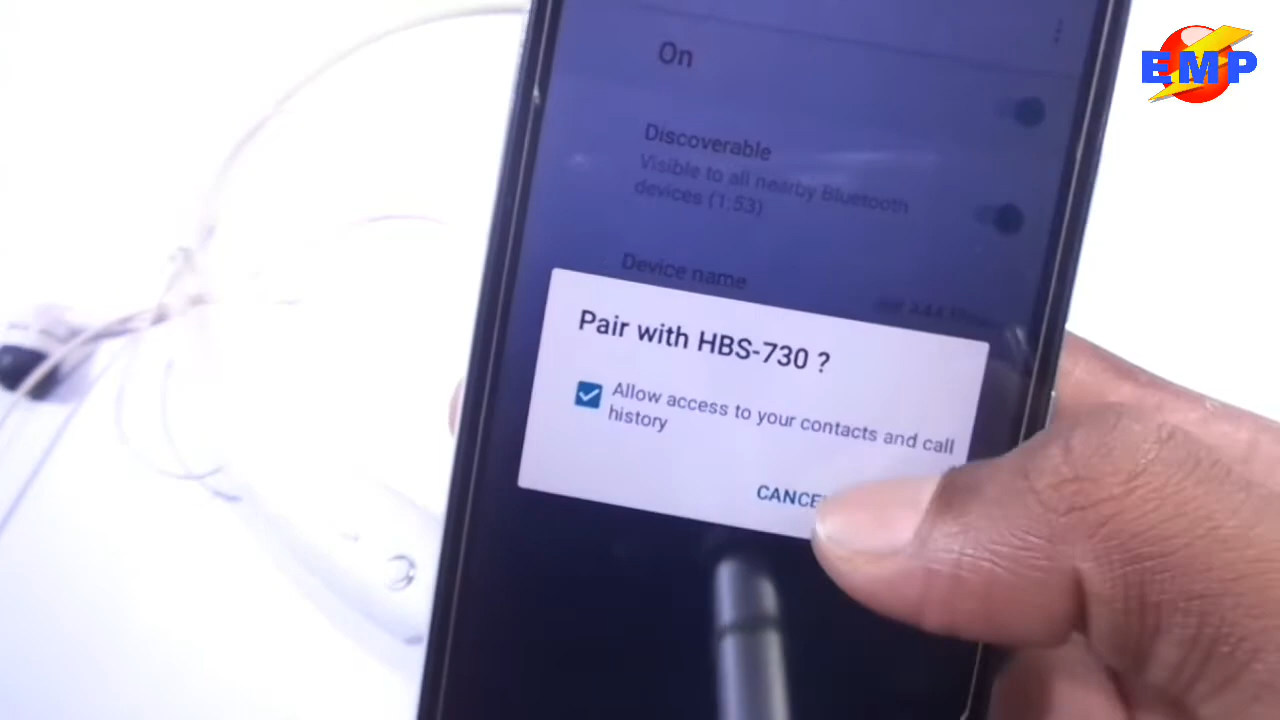 EMP
On
Discoverable
Visible to all nearby Bluetooth
devices (1:53)
Device name
Pair with HBS-730 ?
Allow access to your contacts and call
history
CANCEL